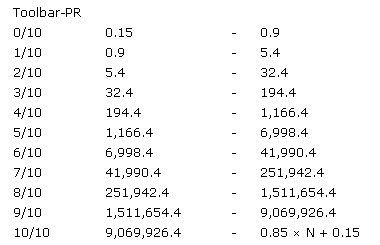 Toolbar-PR
0/10 0.15 - 0.9
1/10 0.9 - 5.4
2/10 5.4 - 32.4
3/10 32.4 - 194.4
4/10 194.4 - 1,166.4
5/10 1,166.4 - 6,998.4
6/10 6,998.4 - 41,990.4
7/10 41,990.4 - 251,942.4
8/10 251,942.4 - 1,511,654.4
9/10 1,511,654.4 - 9,069,926.4
10/10 9,069,926.4 - 0.85 × N + 0.15